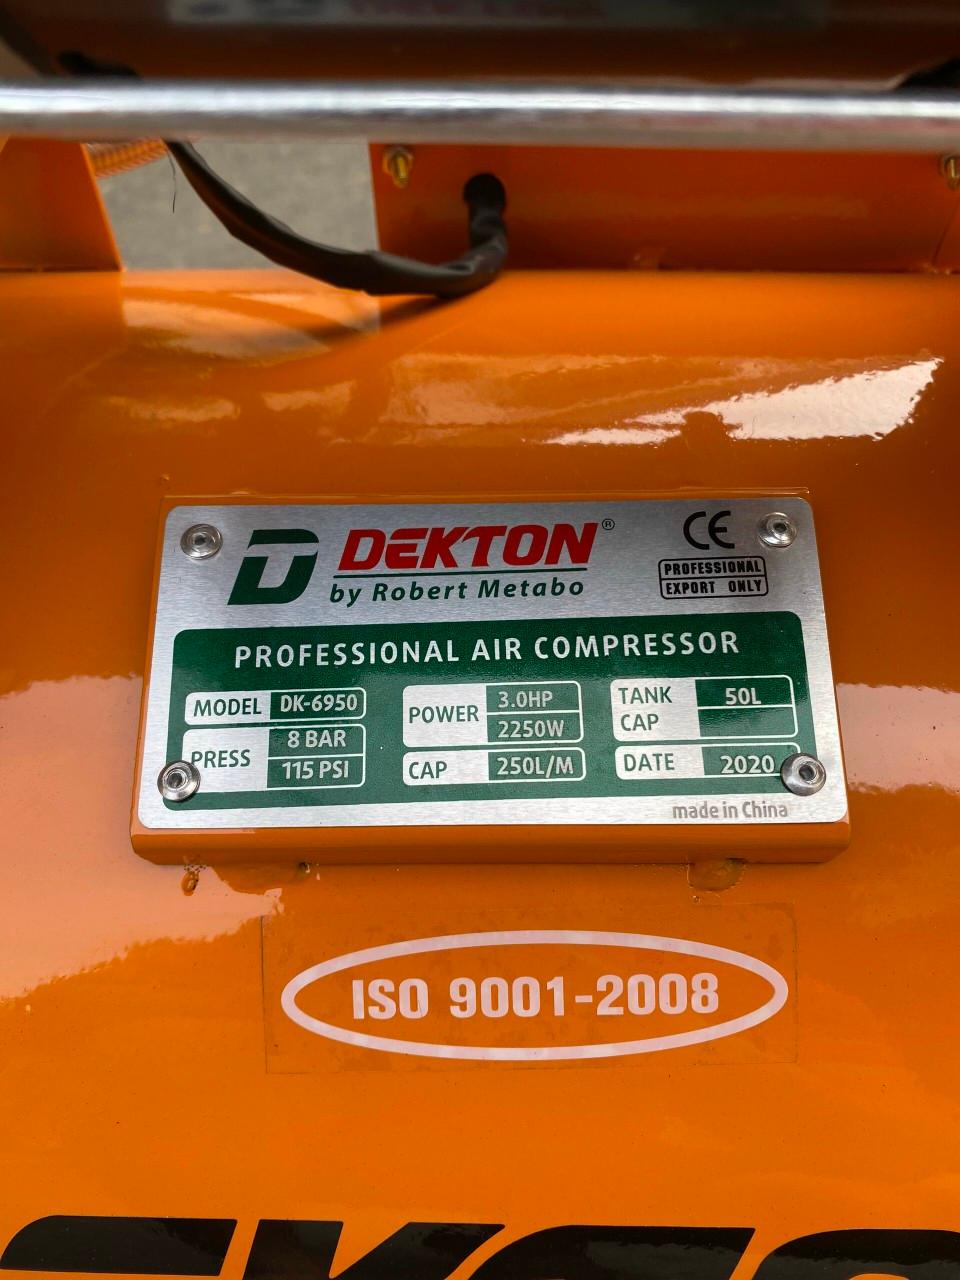 DEKTON®
by Robert Metabo
CE
PROFESSIONAL
EXPORT ONLY
PROFESSIONAL AIR COMPRESSOR
MODEL DK-6950
PRESS 8 BAR
115 PSI
POWER 3.0HP
2250W
CAP 250L/M
TANK CAP 50L
DATE 2020
made in China
ISO 9001-2008